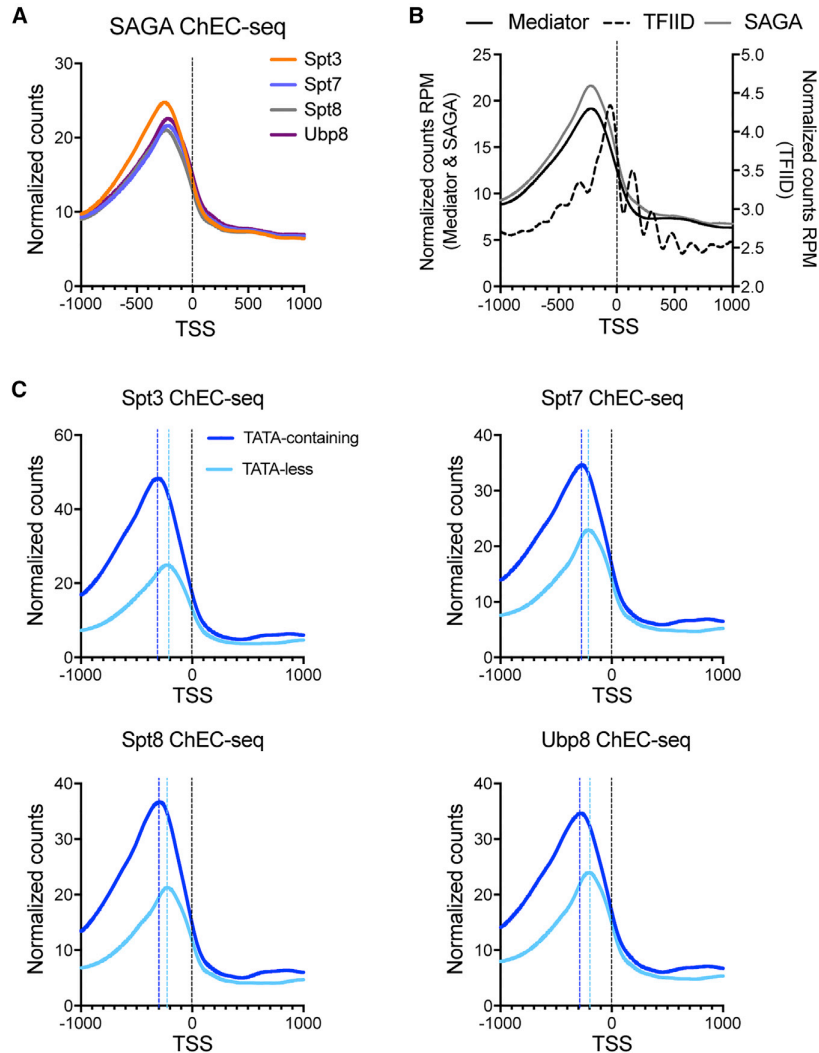 A
SAGA ChEC-seq
Normalized counts
30
20
10
0
-1000
-500
0
500
1000
TSS
Spt3
Spt7
Spt8
Ubp8
B
Mediator
TFIID
SAGA
Normalized counts RPM
(Mediator & SAGA)
25
20
15
10
5
0
5.0
4.5
4.0
3.5
3.0
2.5
2.0
Normalized counts RPM
(TFIID)
-1000
-500
0
500
1000
TSS
C
Spt3 ChEC-seq
Normalized counts
60
40
20
0
-1000
0
1000
TSS
TATA-containing
TATA-less
Spt7 ChEC-seq
Normalized counts
40
30
20
10
0
-1000
0
1000
TSS
Spt8 ChEC-seq
Normalized counts
40
30
20
10
0
-1000
0
1000
TSS
Ubp8 ChEC-seq
Normalized counts
40
30
20
10
0
-1000
0
1000
TSS